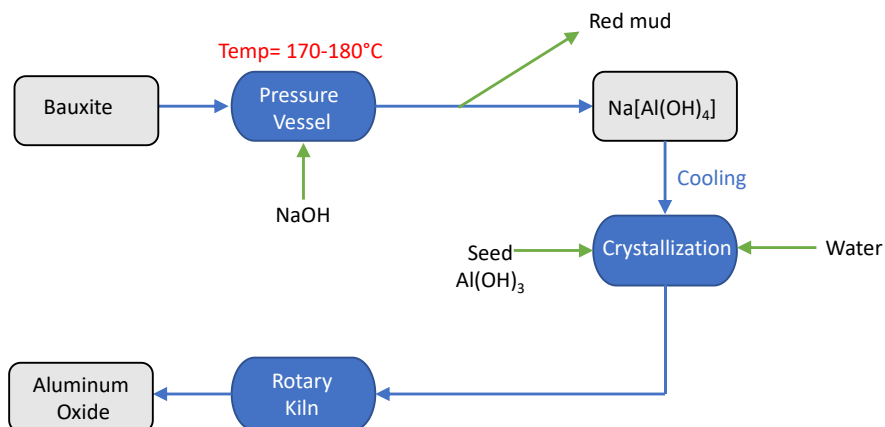 Red mud
Temp= 170-180°C
Bauxite
Pressure
Vessel
Na[Al(OH)₄]
NaOH
Cooling
Seed
Al(OH)₃
Crystallization
Water
Aluminum
Oxide
Rotary
Kiln